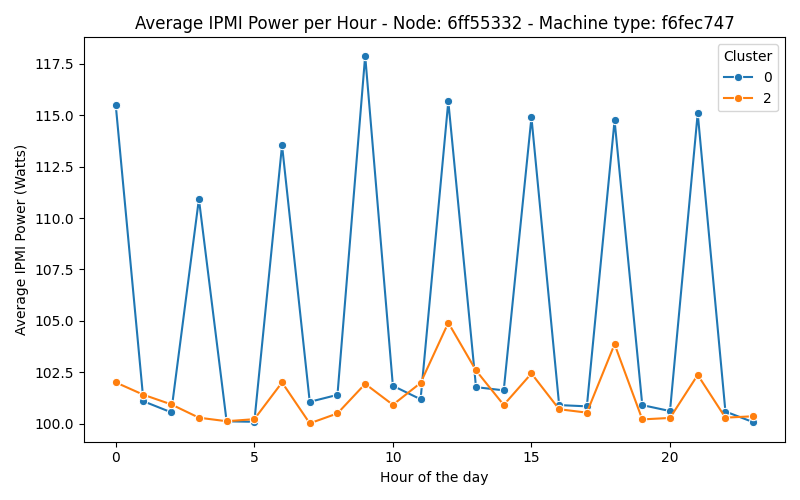 Average IPMI Power per Hour - Node: 6ff55332 - Machine type: f6fec747
Cluster
0
2
Average IPMI Power (Watts)
117.5
115.0
112.5
110.0
107.5
105.0
102.5
100.0
0 5 10 15 20
Hour of the day